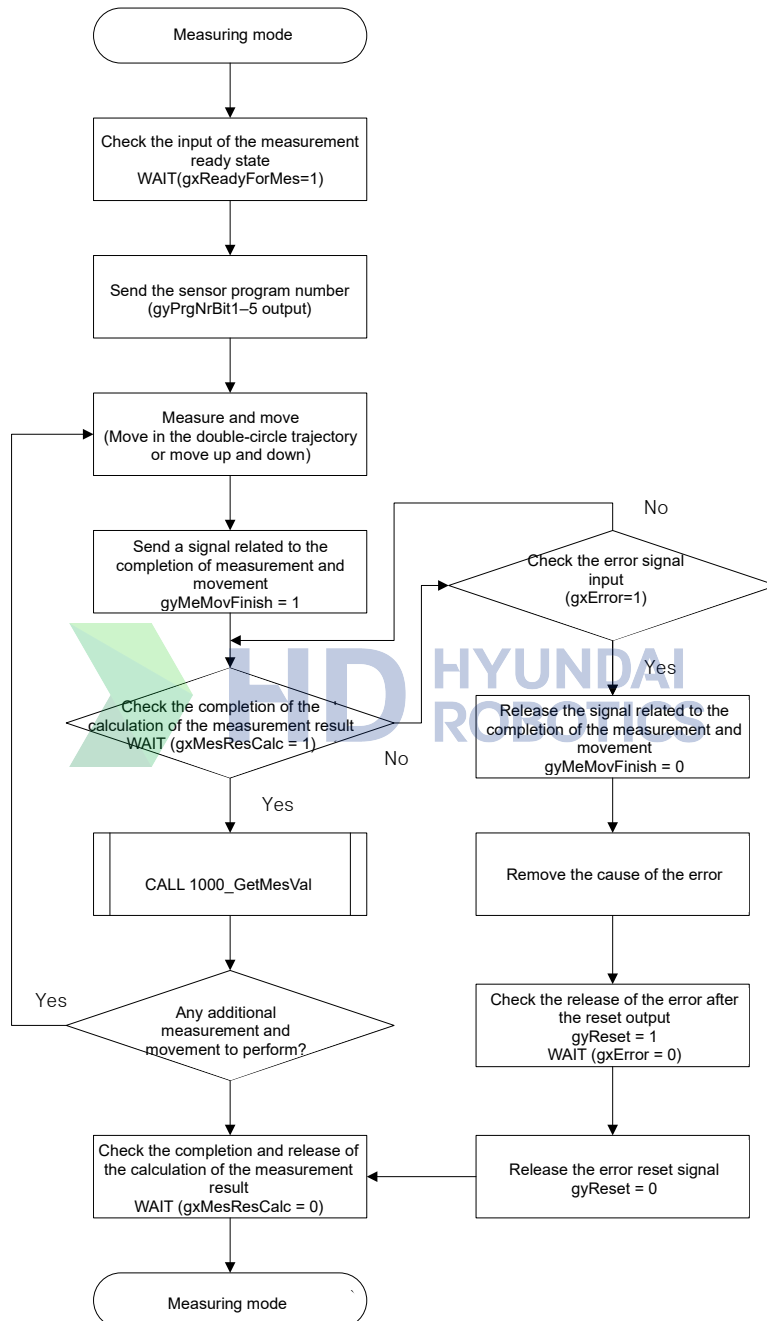 Measuring mode
Check the input of the measurement
ready state
WAIT(gxReadyForMes=1)
Send the sensor program number
(gyPrgNrBit1–5 output)
Measure and move
(Move in the double-circle trajectory
or move up and down)
Send a signal related to the
completion of measurement and
movement
gyMeMovFinish = 1
No
Check the error signal
input
(gxError=1)
Yes
HD HYUNDAI
ROBOTICS
Check the completion of the
calculation of the measurement result
WAIT (gxMesResCalc = 1)
No
Yes
Release the signal related to the
completion of the measurement and
movement
gyMeMovFinish = 0
CALL 1000_GetMesVal
Remove the cause of the error
Yes
Any additional
measurement and
movement to perform?
Check the release of the error after
the reset output
gyReset = 1
WAIT (gxError = 0)
Check the completion and release of
the calculation of the measurement
result
WAIT (gxMesResCalc = 0)
Release the error reset signal
gyReset = 0
Measuring mode